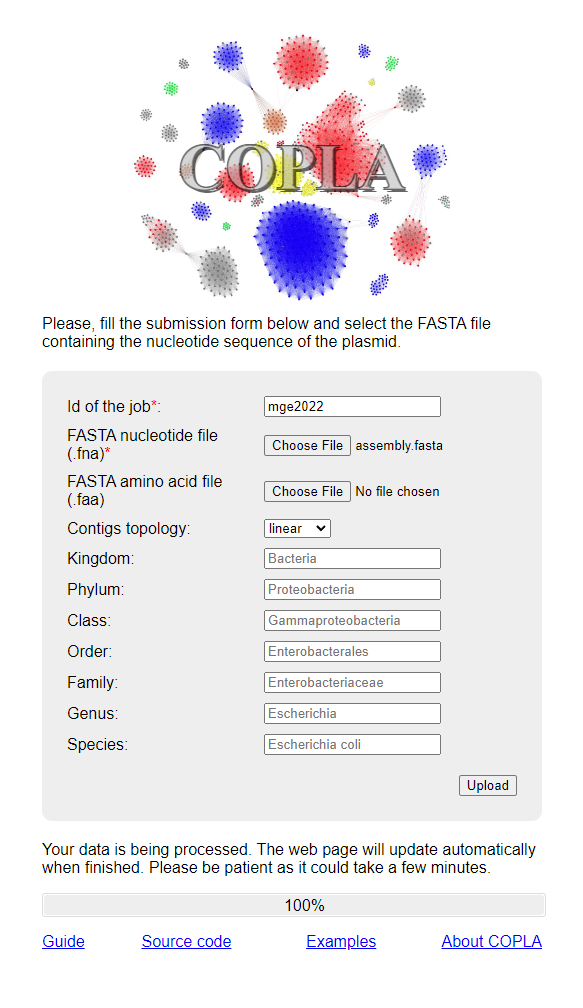 COPLA
Please, fill the submission form below and select the FASTA file
containing the nucleotide sequence of the plasmid.
Id of the job*: mge2022
FASTA nucleotide file
(.fna)* Choose File assembly.fasta
FASTA amino acid file
(.faa) Choose File No file chosen
Contigs topology: linear
Kingdom: Bacteria
Phylum: Proteobacteria
Class: Gammaproteobacteria
Order: Enterobacterales
Family: Enterobacteriaceae
Genus: Escherichia
Species: Escherichia coli
Upload
Your data is being processed. The web page will update automatically
when finished. Please be patient as it could take a few minutes.
100%
Guide Source code Examples About COPLA